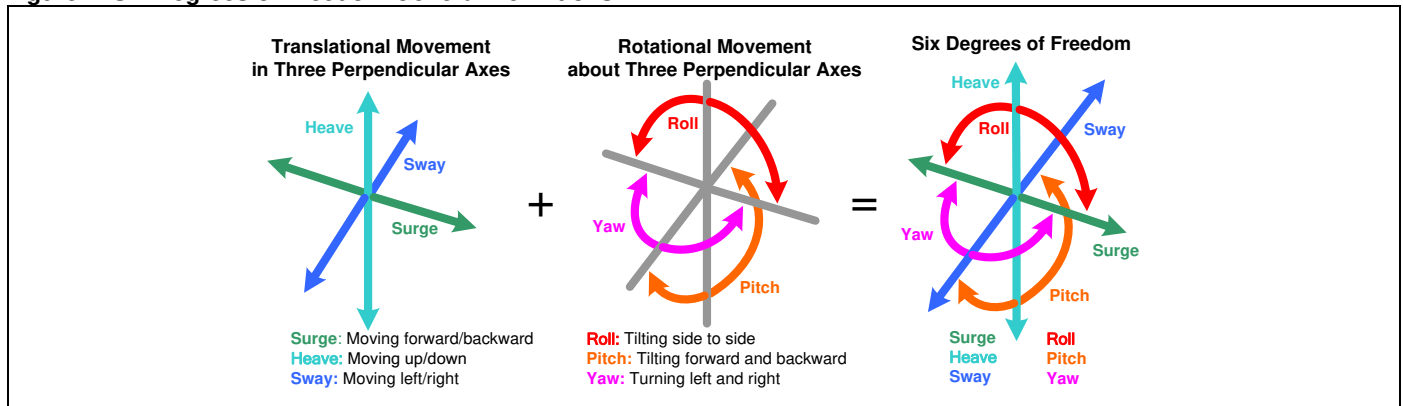 Translational Movement
in Three Perpendicular Axes
Heave
Sway
Surge
Surge: Moving forward/backward
Heave: Moving up/down
Sway: Moving left/right
+
Rotational Movement
about Three Perpendicular Axes
Roll
Yaw
Pitch
Roll: Tilting side to side
Pitch: Tilting forward and backward
Yaw: Turning left and right
=
Six Degrees of Freedom
Heave
Roll
Sway
Yaw
Surge
Pitch
Surge Roll
Heave Pitch
Sway Yaw